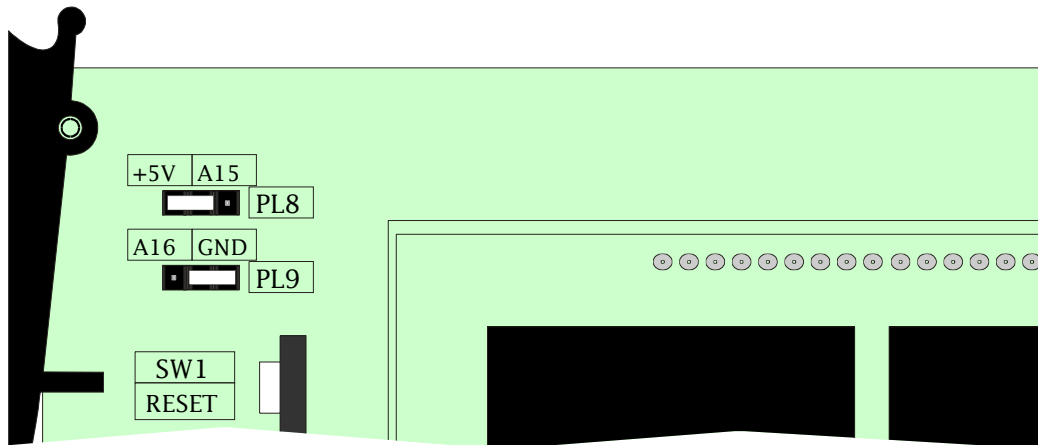 +5V A15
PL8
A16 GND
PL9
SW1
RESET